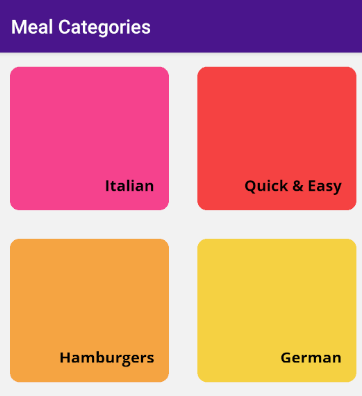 Meal Categories
Italian
Quick & Easy
Hamburgers
German